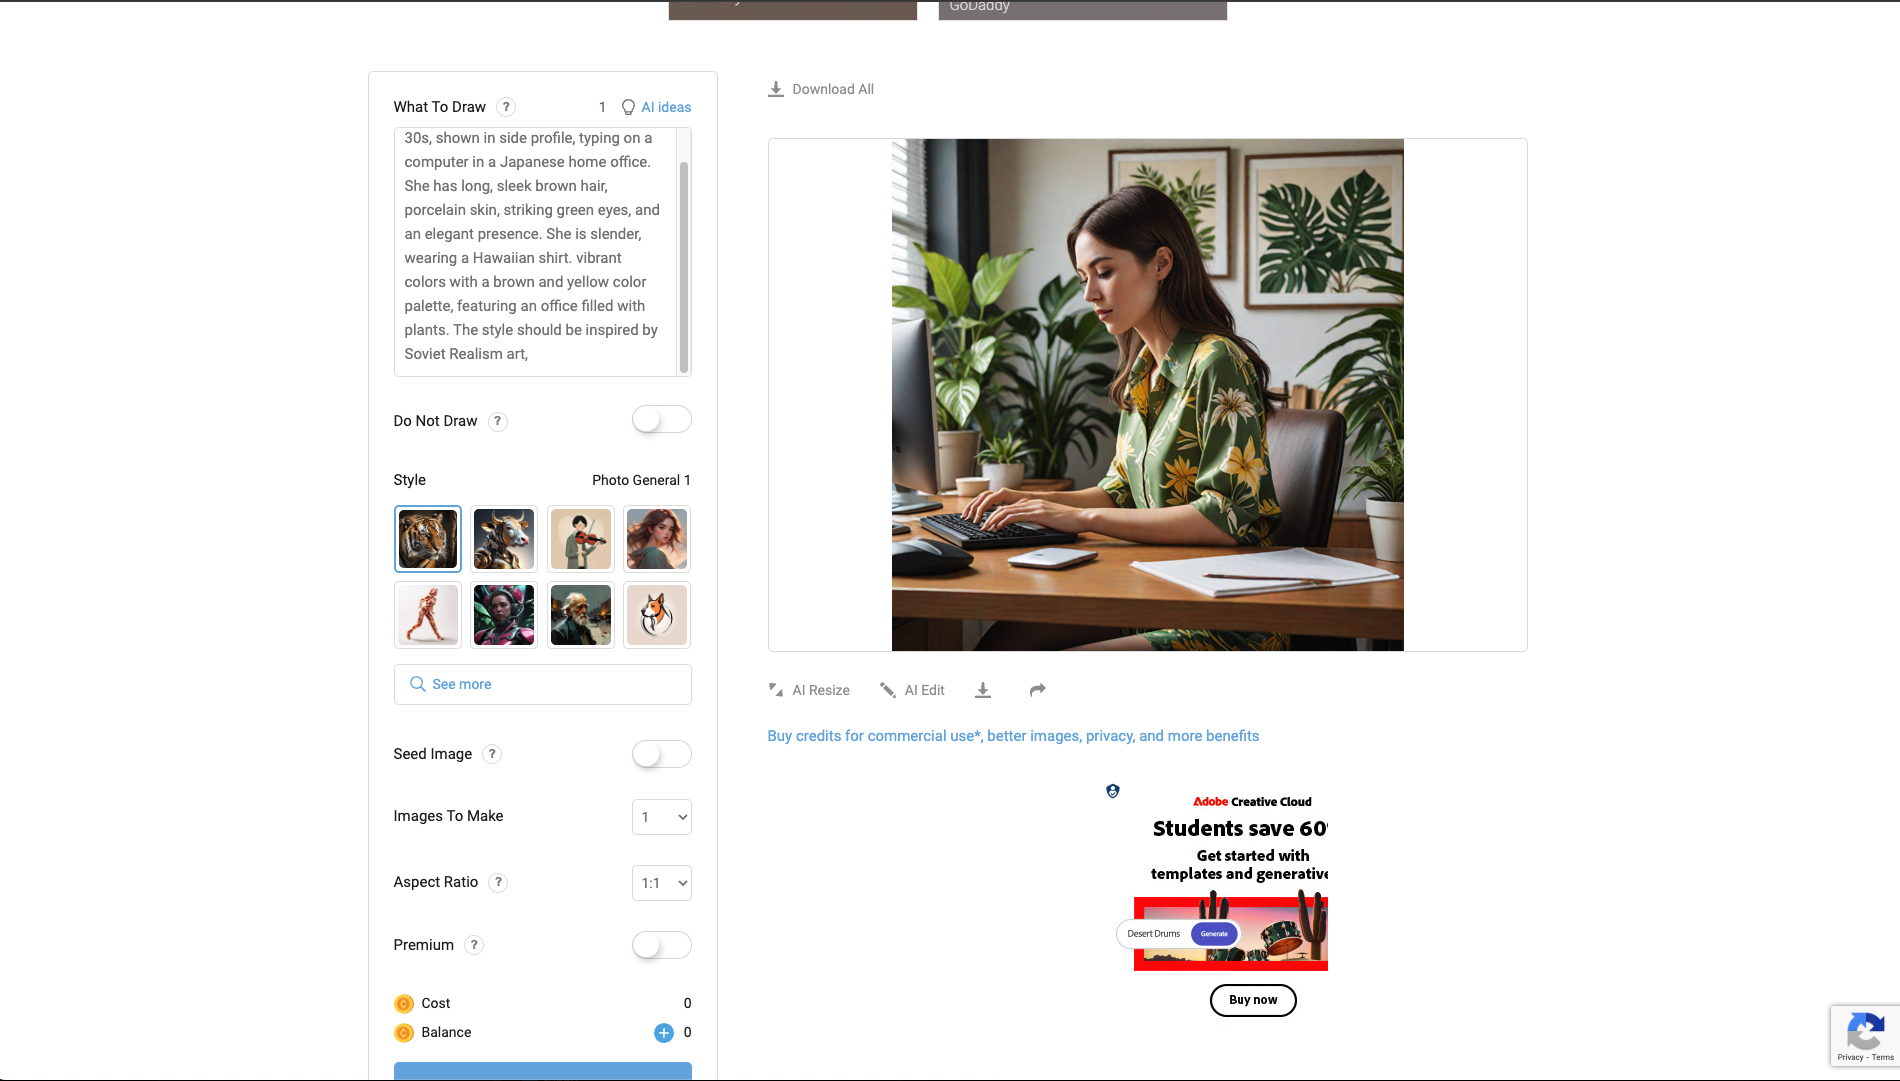 GoDaddy
What To Draw ?
1
AI ideas
30s, shown in side profile, typing on a
computer in a Japanese home office.
She has long, sleek brown hair,
porcelain skin, striking green eyes, and
an elegant presence. She is slender,
wearing a Hawaiian shirt. vibrant
colors with a brown and yellow color
palette, featuring an office filled with
plants. The style should be inspired by
Soviet Realism art,
Do Not Draw ?
Style
Photo General 1
See more
Seed Image ?
Images To Make
1
Aspect Ratio ?
1:1
Premium ?
Cost
0
Balance
0
Download All
AI Resize
AI Edit
Buy credits for commercial use*, better images, privacy, and more benefits
Adobe Creative Cloud
Students save 60
Get started with
templates and generative
Desert Drums
Generate
Buy now
Privacy - Terms